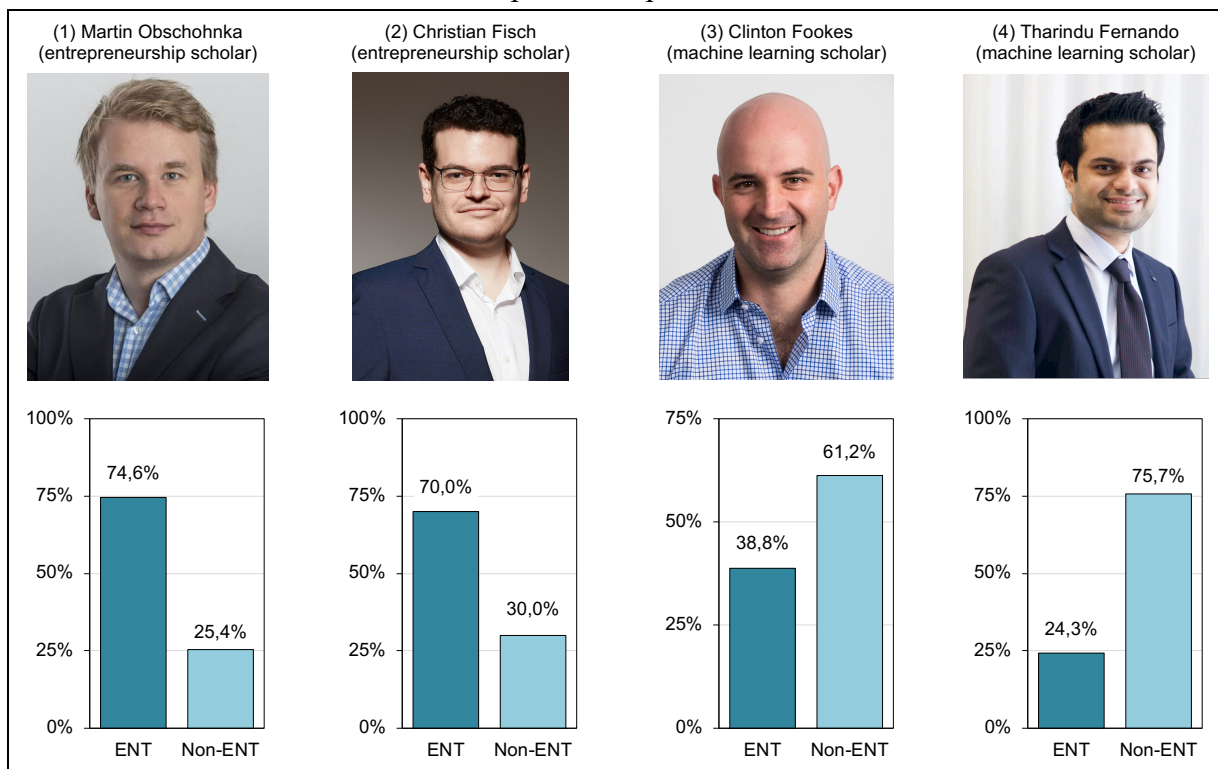 (1) Martin Obschohnka
(entrepreneurship scholar)
(2) Christian Fisch
(entrepreneurship scholar)
(3) Clinton Fookes
(machine learning scholar)
(4) Tharindu Fernando
(machine learning scholar)
100%
75%
50%
25%
0%
74,6%
25,4%
ENT Non-ENT
100%
75%
50%
25%
0%
70,0%
30,0%
ENT Non-ENT
75%
50%
25%
0%
38,8%
61,2%
ENT Non-ENT
100%
75%
50%
25%
0%
24,3%
75,7%
ENT Non-ENT